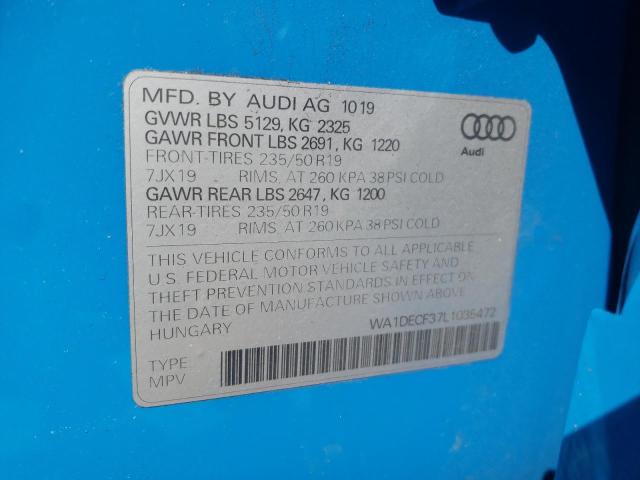 MFD. BY AUDI AG 10 19
GVWR LBS 5129, KG 2325
GAWR FRONT LBS 2691, KG 1220
FRONT-TIRES 235/50 R19
7JX19 RIMS, AT 260 KPA 38 PSI COLD
GAWR REAR LBS 2647, KG 1200
REAR-TIRES 235/50 R19
7JX19 RIMS, AT 260 KPA 38 PSI COLD
Audi
THIS VEHICLE CONFORMS TO ALL APPLICABLE
U.S. FEDERAL MOTOR VEHICLE SAFETY AND
THEFT PREVENTION STANDARDS IN EFFECT ON
THE DATE OF MANUFACTURE SHOWN ABOVE.
HUNGARY
WA1DECF37L1035472
TYPE
MPV